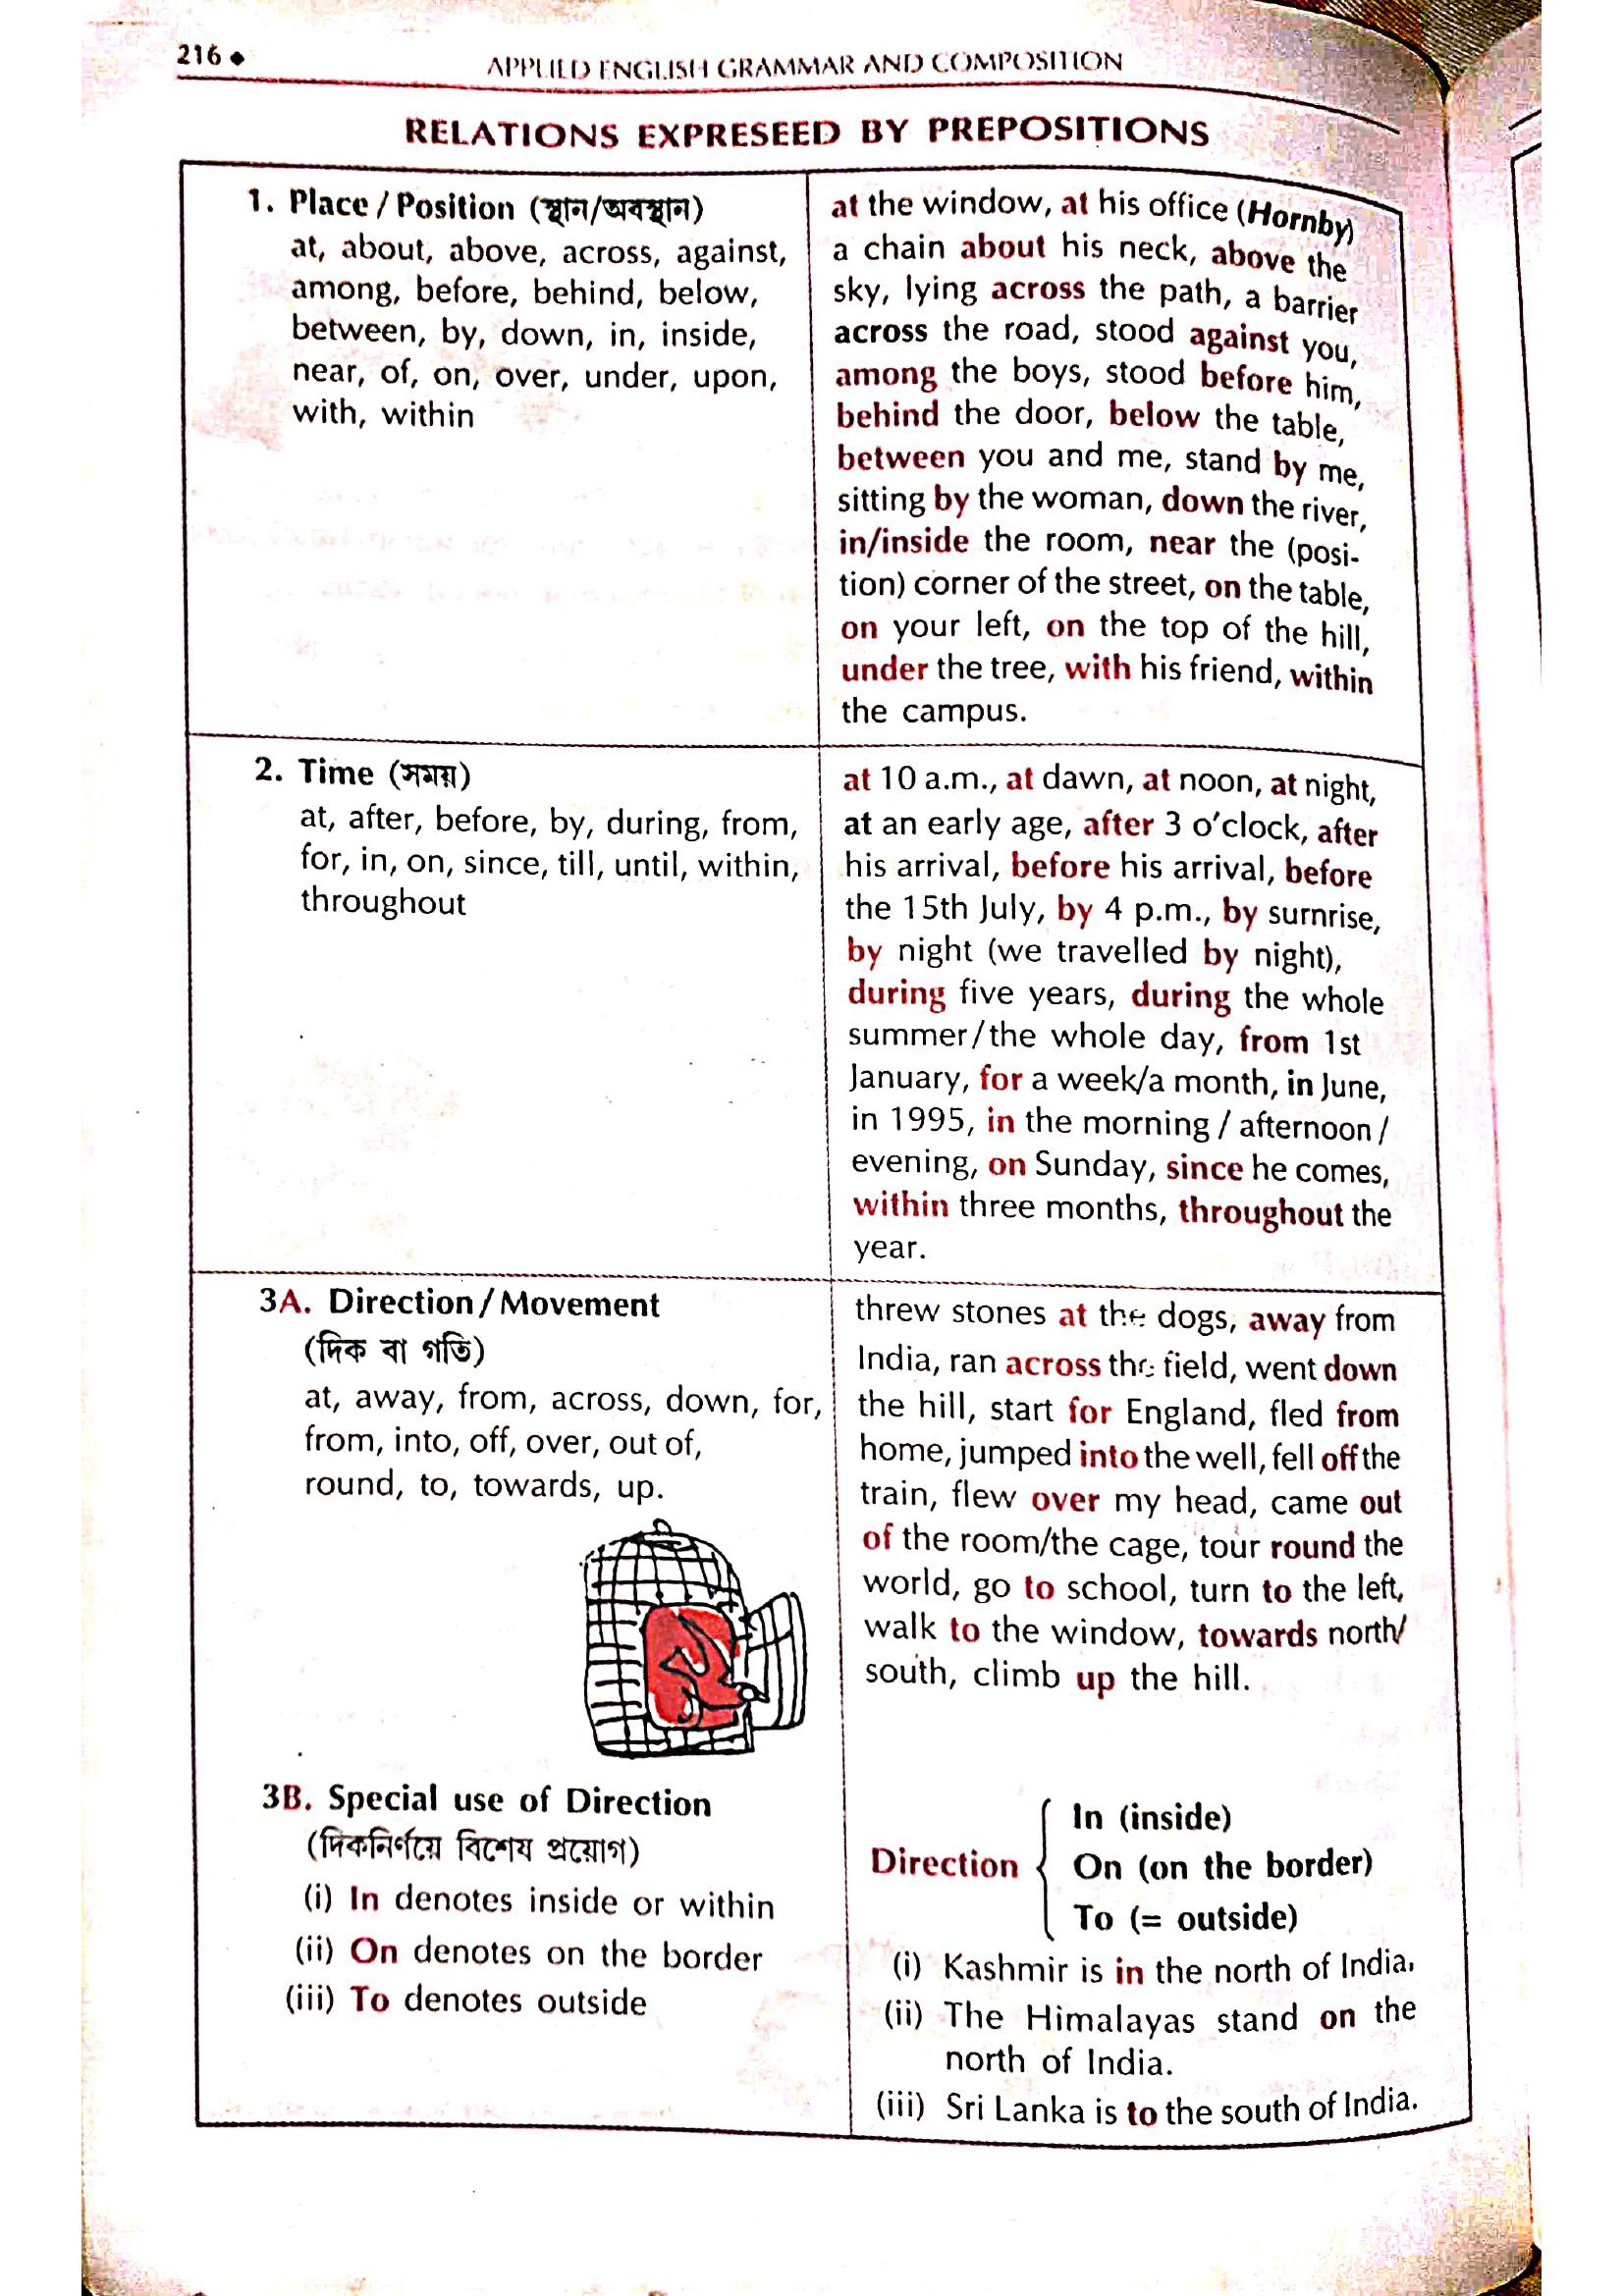 216 ◆
APPLIED ENGLISH GRAMMAR AND COMPOSITION
RELATIONS EXPRESEED BY PREPOSITIONS
1. Place / Position (স্থান/অবস্থান)
at, about, above, across, against,
among, before, behind, below,
between, by, down, in, inside,
near, of, on, over, under, upon,
with, within
at the window, at his office (Hornby)
a chain about his neck, above the
sky, lying across the path, a barrier
across the road, stood against you,
among the boys, stood before him,
behind the door, below the table,
between you and me, stand by me,
sitting by the woman, down the river,
in/inside the room, near the (posi-
tion) corner of the street, on the table,
on your left, on the top of the hill,
under the tree, with his friend, within
the campus.
2. Time (সময়)
at, after, before, by, during, from,
for, in, on, since, till, until, within,
throughout
at 10 a.m., at dawn, at noon, at night,
at an early age, after 3 o'clock, after
his arrival, before his arrival, before
the 15th July, by 4 p.m., by surnrise,
by night (we travelled by night),
during five years, during the whole
summer/the whole day, from 1st
January, for a week/a month, in June,
in 1995, in the morning / afternoon /
evening, on Sunday, since he comes,
within three months, throughout the
year.
3A. Direction / Movement
(দিক বা গতি)
at, away, from, across, down, for,
from, into, off, over, out of,
round, to, towards, up.
threw stones at the dogs, away from
India, ran across the field, went down
the hill, start for England, fled from
home, jumped into the well, fell off the
train, flew over my head, came out
of the room/the cage, tour round the
world, go to school, turn to the left,
walk to the window, towards north/
south, climb up the hill.
3B. Special use of Direction
(দিকনির্ণয়ে বিশেষ প্রয়োগ)
(i) In denotes inside or within
(ii) On denotes on the border
(iii) To denotes outside
In (inside)
Direction { On (on the border)
To (= outside)
(i) Kashmir is in the north of India.
(ii) The Himalayas stand on the
north of India.
(iii) Sri Lanka is to the south of India.